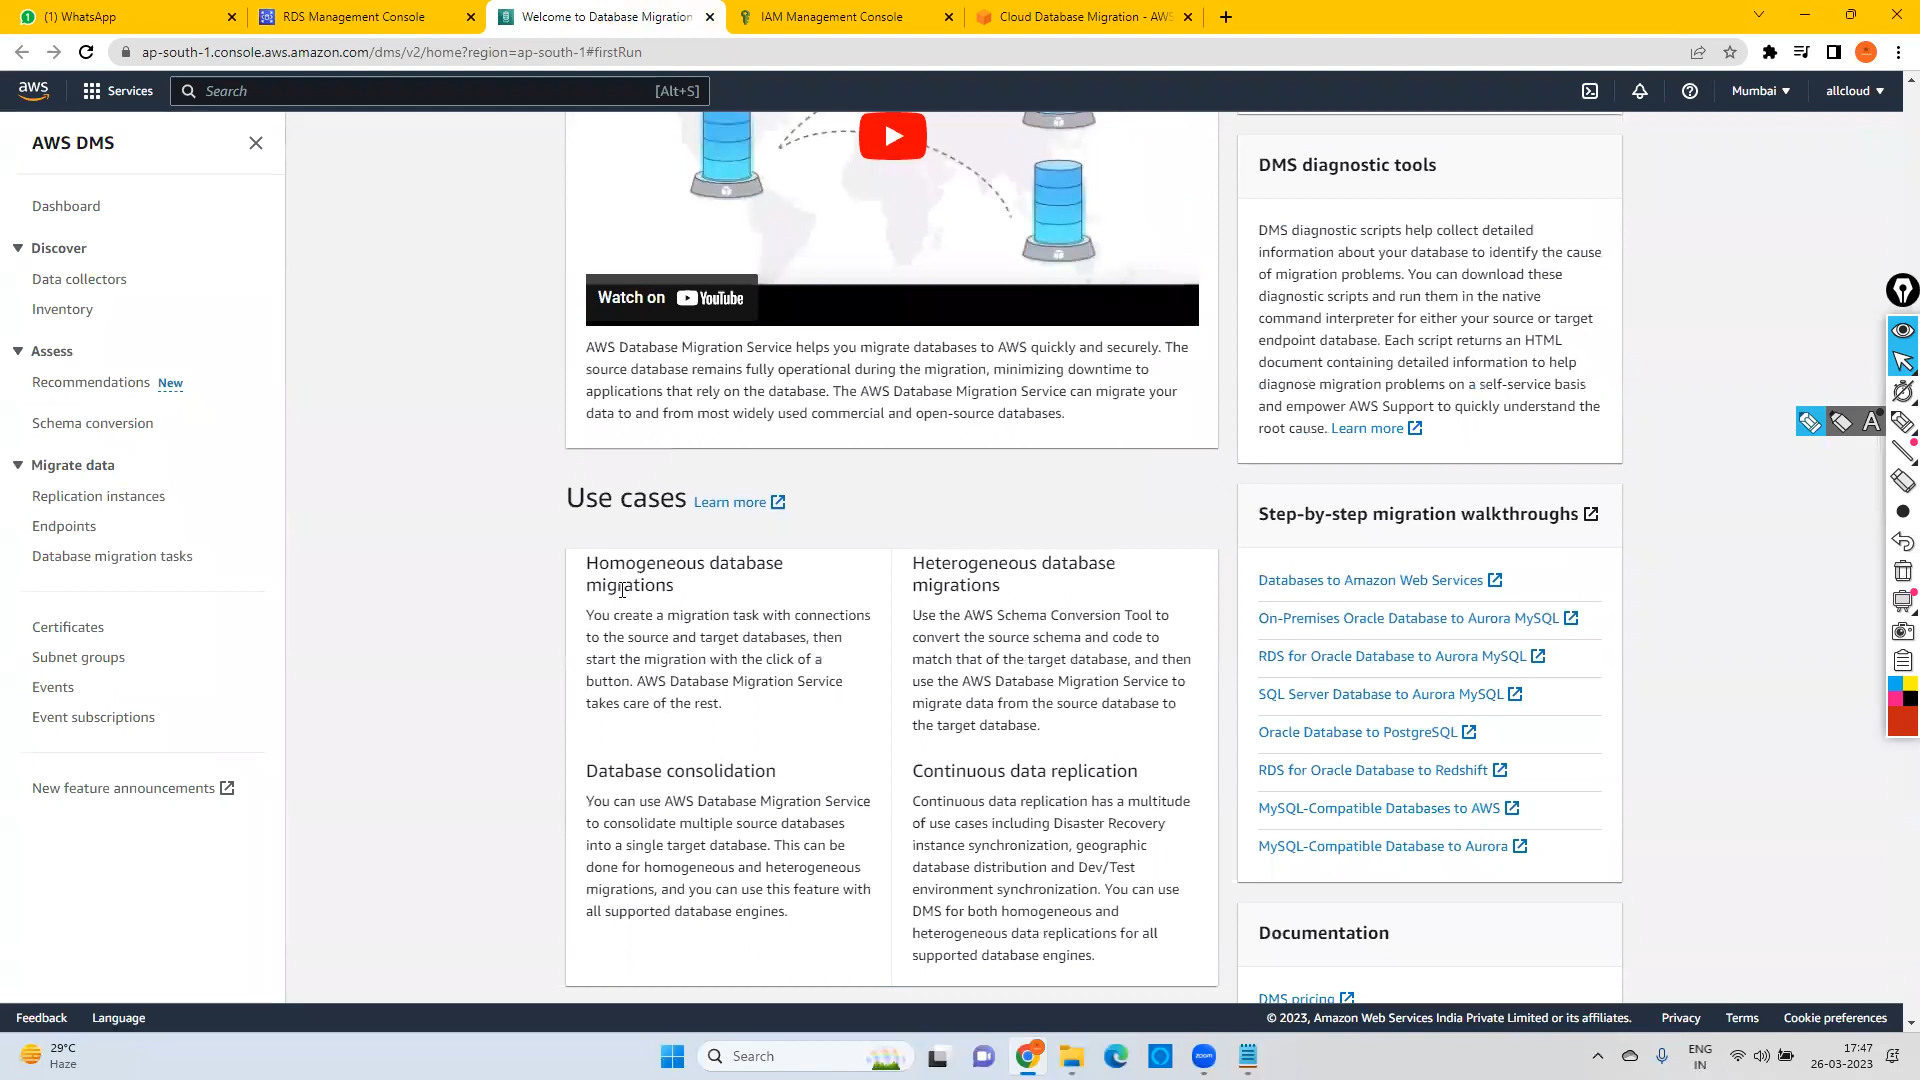 (1) WhatsApp
RDS Management Console
Welcome to Database Migration
IAM Management Console
Cloud Database Migration - AWS
ap-south-1.console.aws.amazon.com/dms/v2/home?region=ap-south-1#firstRun
aws
Services
Search
[Alt+S]
Mumbai
allcloud
AWS DMS
Dashboard
Discover
Data collectors
Inventory
Assess
Recommendations New
Schema conversion
Migrate data
Replication instances
Endpoints
Database migration tasks
Certificates
Subnet groups
Events
Event subscriptions
New feature announcements
Watch on YouTube
AWS Database Migration Service helps you migrate databases to AWS quickly and securely. The
source database remains fully operational during the migration, minimizing downtime to
applications that rely on the database. The AWS Database Migration Service can migrate your
data to and from most widely used commercial and open-source databases.
Use cases Learn more
Homogeneous database
migrations
You create a migration task with connections
to the source and target databases, then
start the migration with the click of a
button. AWS Database Migration Service
takes care of the rest.
Heterogeneous database
migrations
Use the AWS Schema Conversion Tool to
convert the source schema and code to
match that of the target database, and then
use the AWS Database Migration Service to
migrate data from the source database to
the target database.
Database consolidation
You can use AWS Database Migration Service
to consolidate multiple source databases
into a single target database. This can be
done for homogeneous and heterogeneous
migrations, and you can use this feature with
all supported database engines.
Continuous data replication
Continuous data replication has a multitude
of use cases including Disaster Recovery
instance synchronization, geographic
database distribution and Dev/Test
environment synchronization. You can use
DMS for both homogeneous and
heterogeneous data replications for all
supported database engines.
DMS diagnostic tools
DMS diagnostic scripts help collect detailed
information about your database to identify the cause
of migration problems. You can download these
diagnostic scripts and run them in the native
command interpreter for either your source or target
endpoint database. Each script returns an HTML
document containing detailed information to help
diagnose migration problems on a self-service basis
and empower AWS Support to quickly understand the
root cause. Learn more
Step-by-step migration walkthroughs
Databases to Amazon Web Services
On-Premises Oracle Database to Aurora MySQL
RDS for Oracle Database to Aurora MySQL
SQL Server Database to Aurora MySQL
Oracle Database to PostgreSQL
RDS for Oracle Database to Redshift
MySQL-Compatible Databases to AWS
MySQL-Compatible Database to Aurora
Documentation
DMS pricing
A
Feedback
Language
© 2023, Amazon Web Services India Private Limited or its affiliates.
Privacy
Terms
Cookie preferences
29°C
Haze
Search
zoom
ENG
IN
17:47
26-03-2023